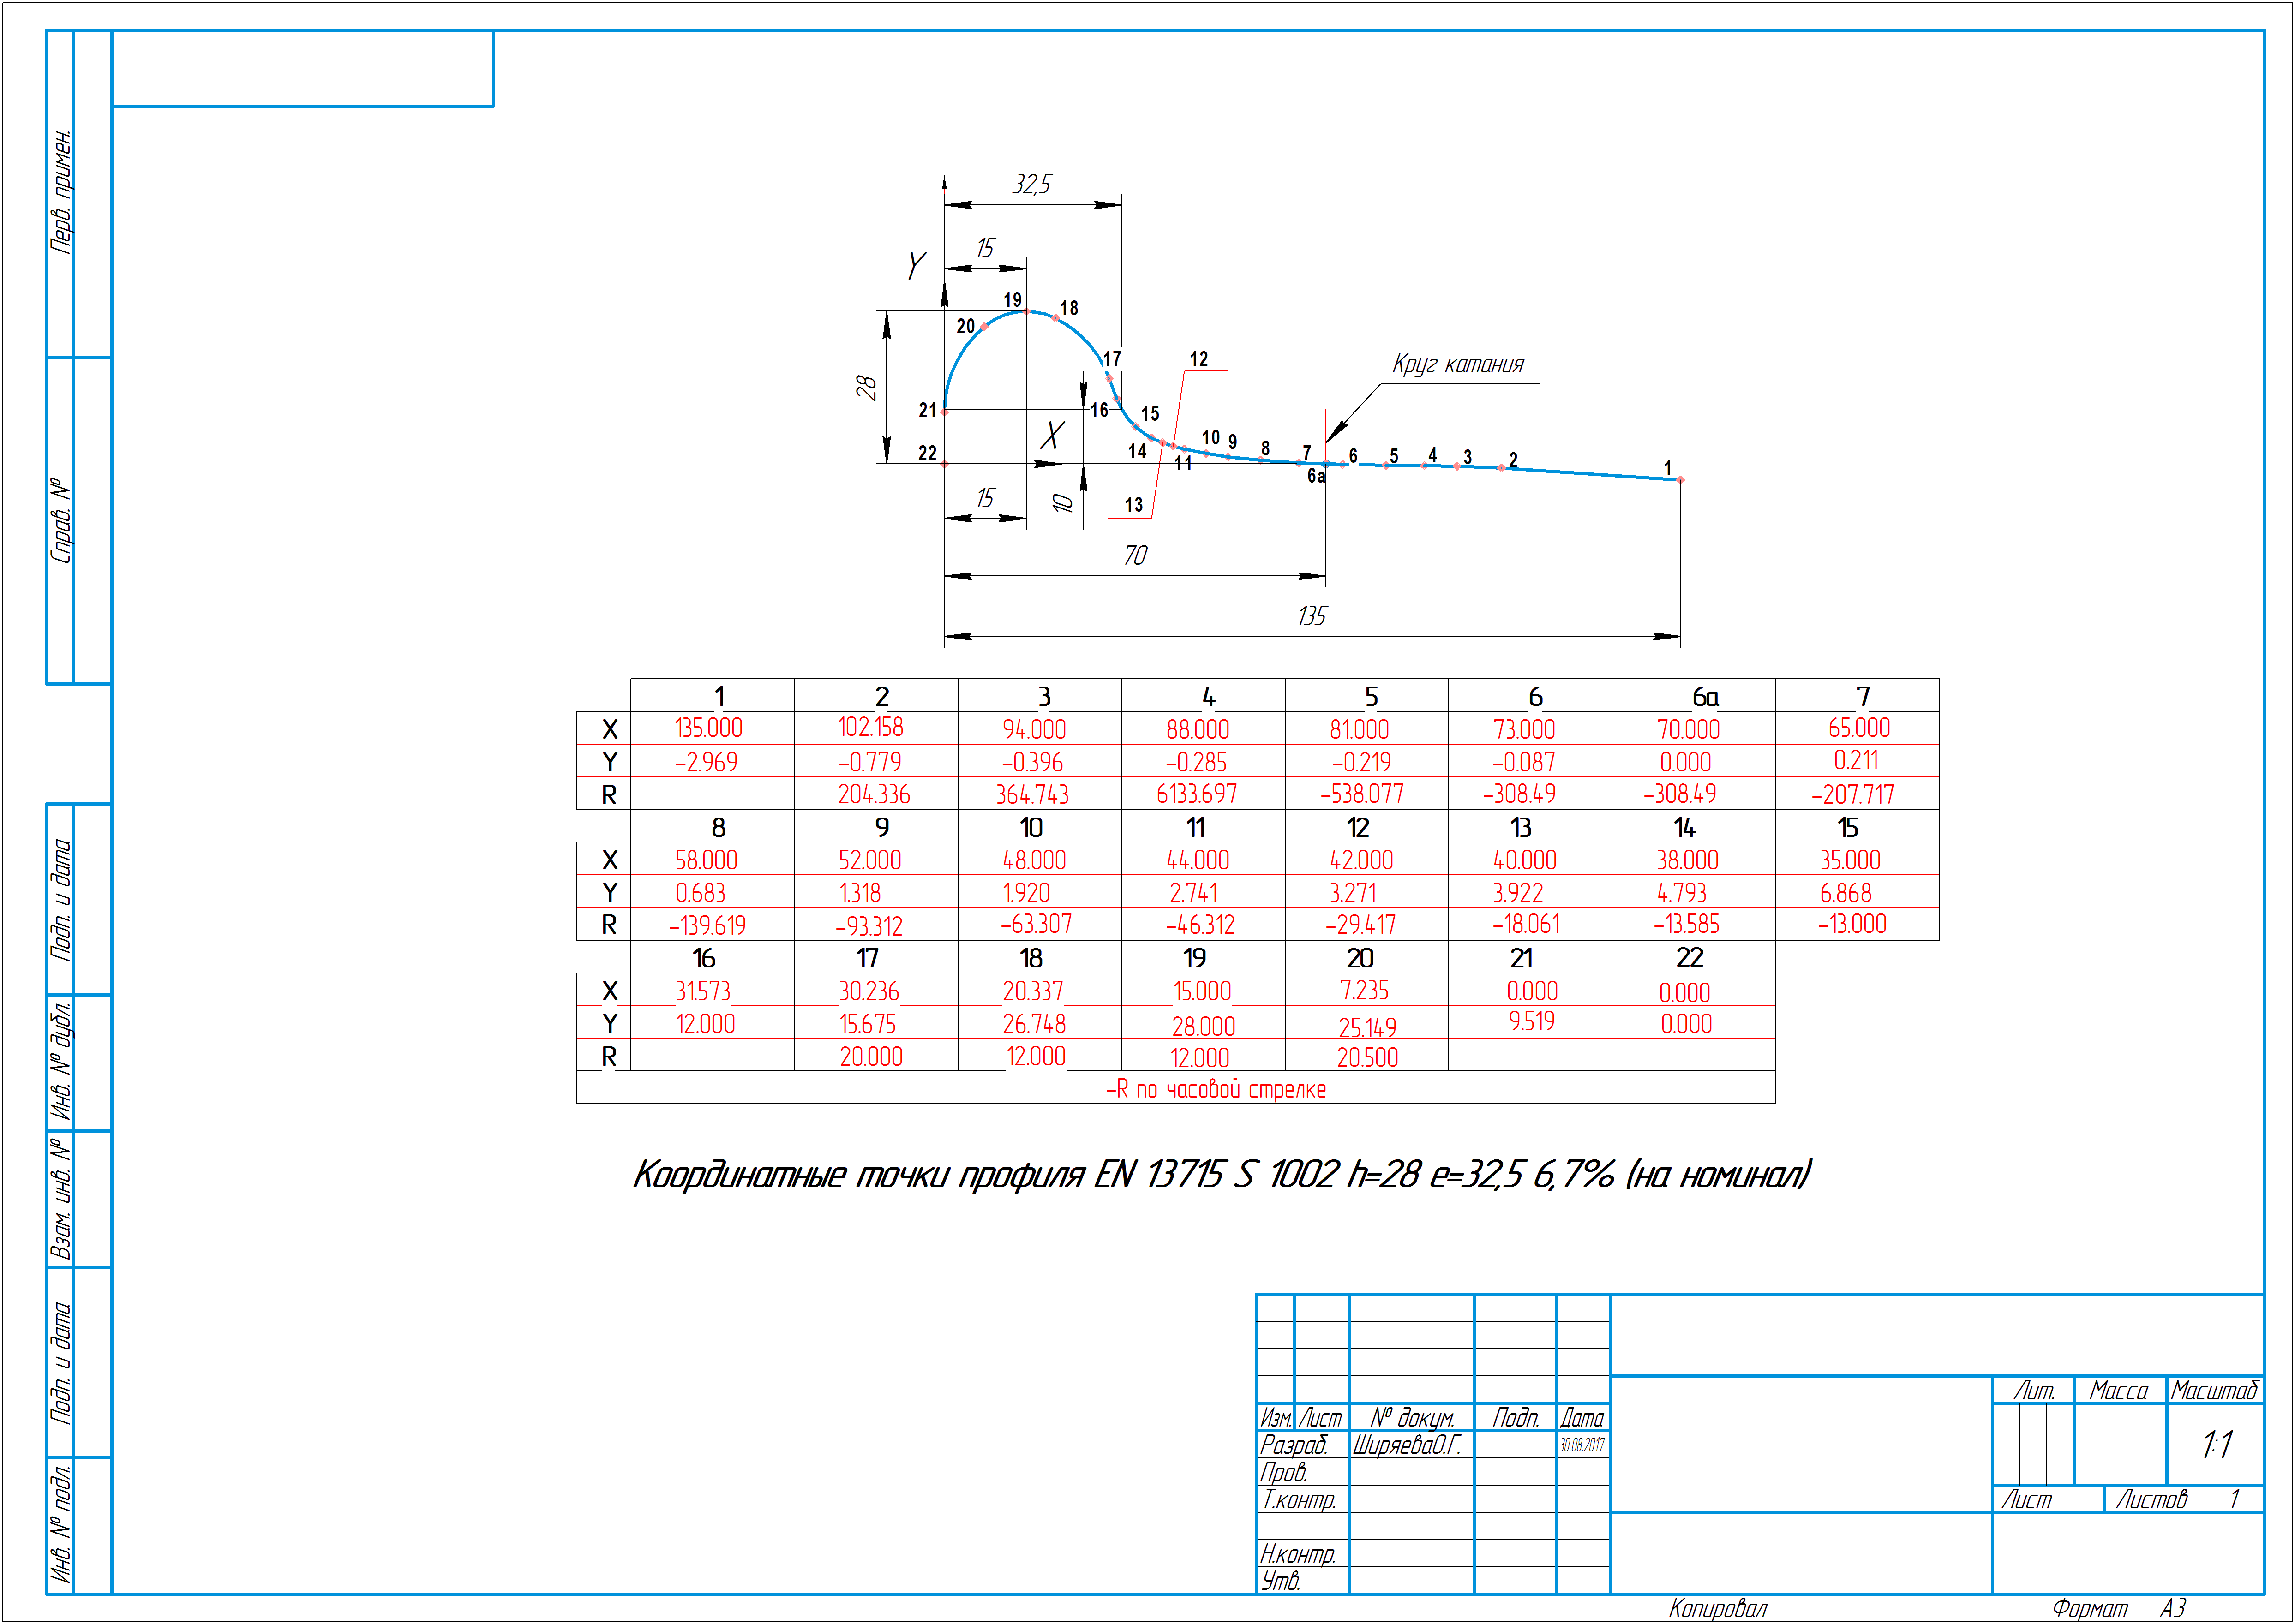 Перв. примен.
Справ. №
Подп. и дата
Инв. № дубл.
Взам. инв. №
Подп. и дата
Инв. № подл.
32,5
15
Y
19
18
20
17
12
Круг катания
28
21
16
15
X
22
14
11
10
9
8
7
6a
6
5
4
3
2
1
15
10
13
70
135
1 2 3 4 5 6 6а 7
X 135.000 102.158 94.000 88.000 81.000 73.000 70.000 65.000
Y -2.969 -0.779 -0.396 -0.285 -0.219 -0.087 0.000 0.211
R 204.336 364.743 6133.697 -538.077 -308.49 -308.49 -207.717
8 9 10 11 12 13 14 15
X 58.000 52.000 48.000 44.000 42.000 40.000 38.000 35.000
Y 0.683 1.318 1.920 2.741 3.271 3.922 4.793 6.868
R -139.619 -93.312 -63.307 -46.312 -29.417 -18.061 -13.585 -13.000
16 17 18 19 20 21 22
X 31.573 30.236 20.337 15.000 7.235 0.000 0.000
Y 12.000 15.675 26.748 28.000 25.149 9.519 0.000
R 20.000 12.000 12.000 20.500
-R по часовой стрелке
Координатные точки профиля EN 13715 S 1002 h=28 e=32,5 6,7% (на номинал)
Лит. Масса Масштаб
Изм. Лист № докум. Подп. Дата
Разраб. ШиряеваО.Г. 30.08.2017
1:1
Пров.
Т.контр.
Лист Листов 1
Н.контр.
Утв.
Копировал Формат А3